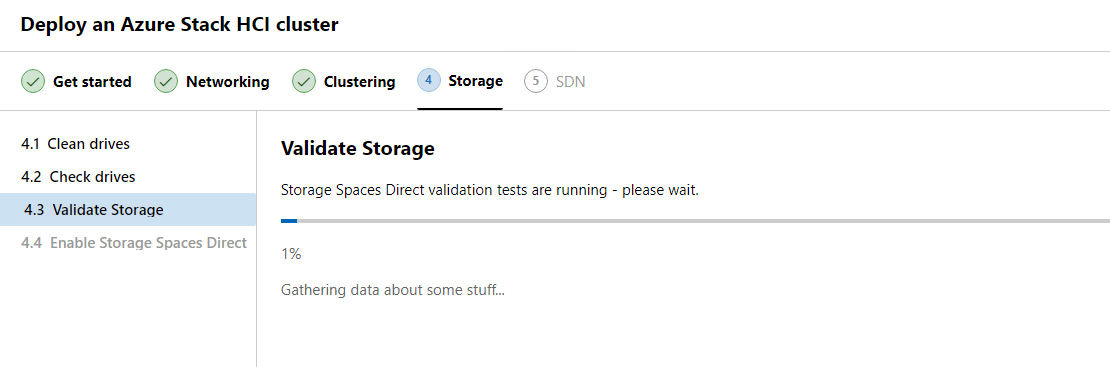 Deploy an Azure Stack HCI cluster
Get started
Networking
Clustering
4 Storage
5 SDN
4.1 Clean drives
4.2 Check drives
4.3 Validate Storage
4.4 Enable Storage Spaces Direct
Validate Storage
Storage Spaces Direct validation tests are running - please wait.
1%
Gathering data about some stuff...